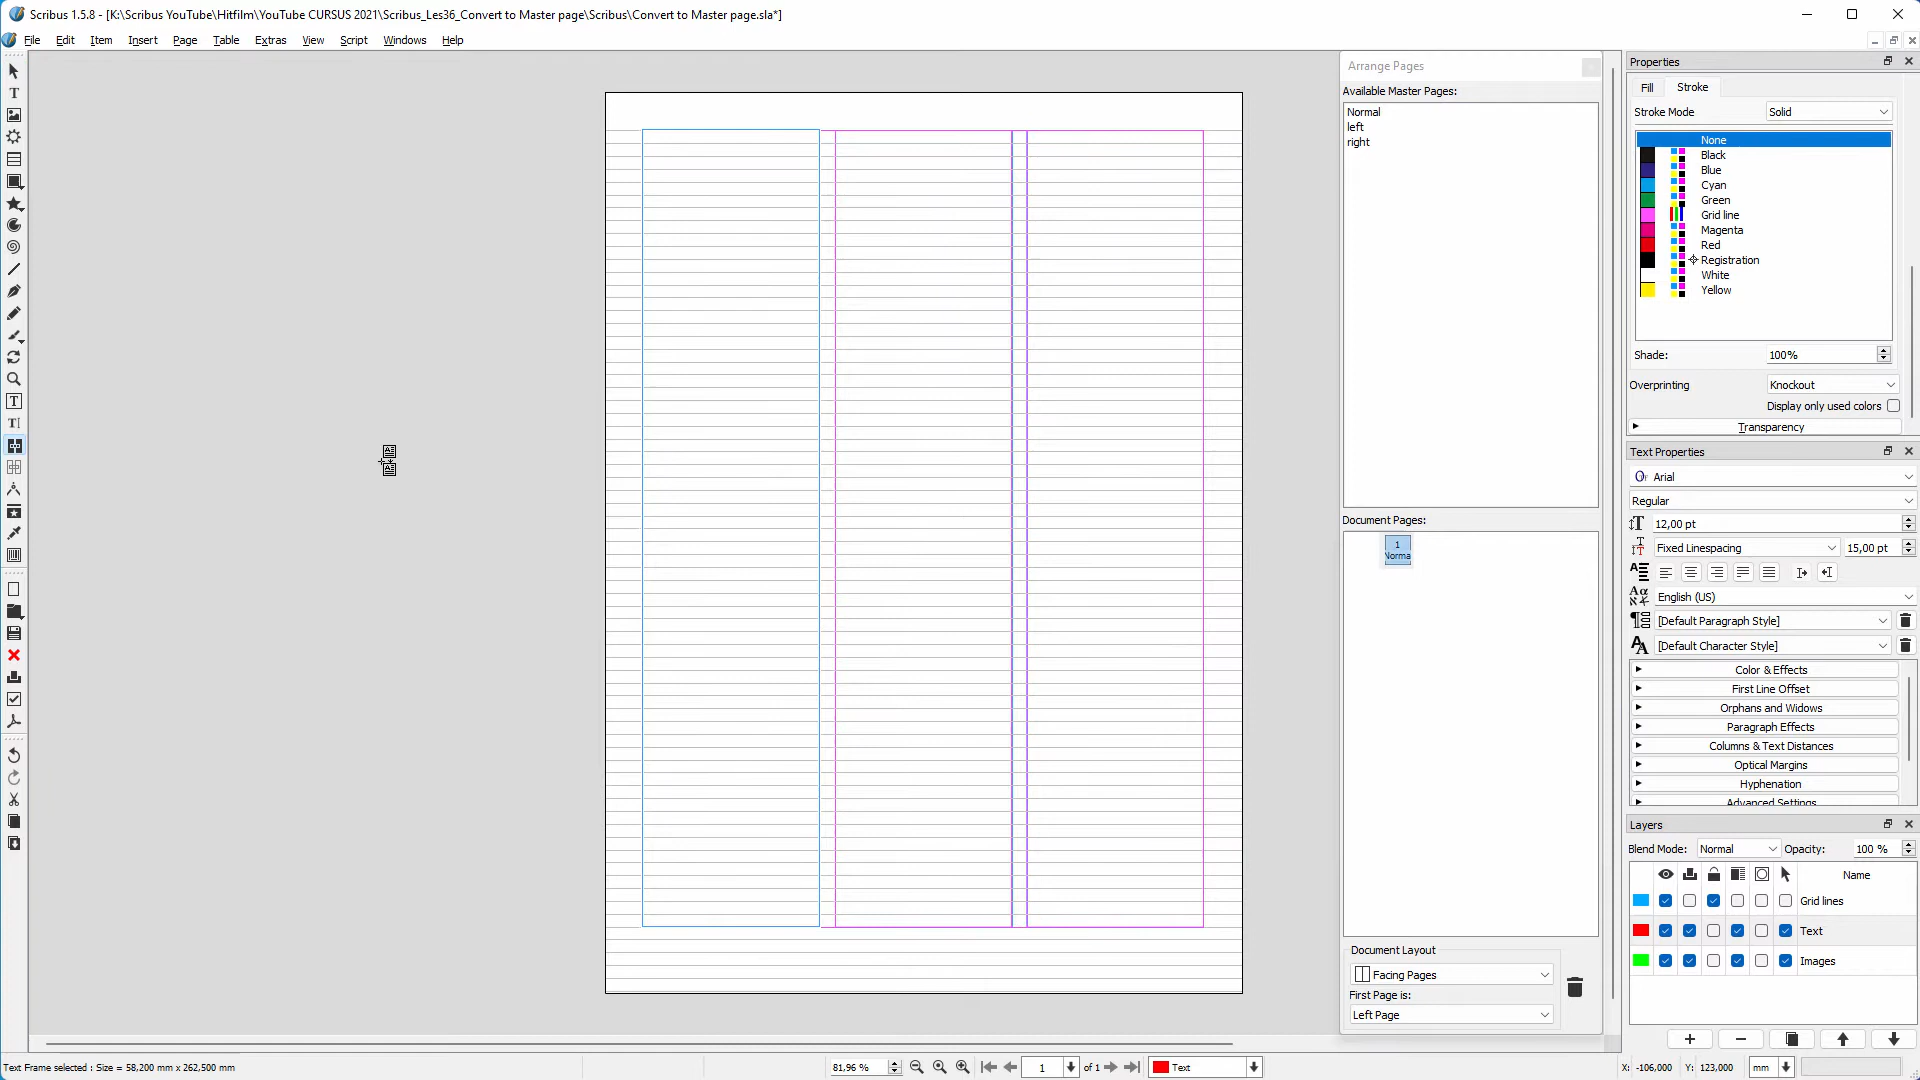 Scribus 1.5.8 - [K:\Scribus YouTube\Hitfilm\YouTube CURSUS 2021\Scribus_Les36_Convert to Master page\Scribus\Convert to Master page.sla*]
File Edit Item Insert Page Table Extras View Script Windows Help
Arrange Pages
Available Master Pages:
Normal
left
right
Document Pages:
1
Norma
Document Layout
Facing Pages
First Page is:
Left Page
Properties
Fill Stroke
Stroke Mode Solid
None
Black
Blue
Cyan
Green
Grid line
Magenta
Red
Registration
White
Yellow
Shade: 100%
Overprinting Knockout
Display only used colors
Transparency
Text Properties
Arial
Regular
12,00 pt
Fixed Linespacing 15,00 pt
English (US)
[Default Paragraph Style]
[Default Character Style]
Color & Effects
First Line Offset
Orphans and Widows
Paragraph Effects
Columns & Text Distances
Optical Margins
Hyphenation
Advanced Settings
Layers
Blend Mode: Normal Opacity: 100 %
Name
Grid lines
Text
Images
Text Frame selected : Size = 58,200 mm x 262,500 mm
81,96 % 1 of 1 Text X: -106,000 Y: 123,000 mm